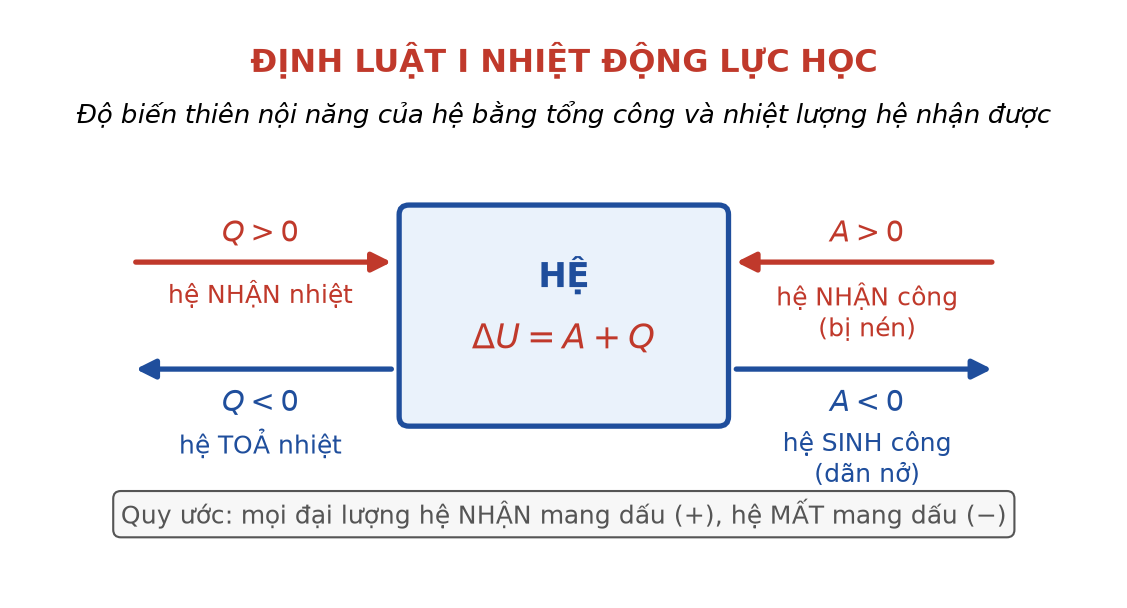 ĐỊNH LUẬT I NHIỆT ĐỘNG LỰC HỌC
Độ biến thiên nội năng của hệ bằng tổng công và nhiệt lượng hệ nhận được
Q > 0
hệ NHẬN nhiệt
Q < 0
hệ TOẢ nhiệt
HỆ
ΔU = A + Q
A > 0
hệ NHẬN công
(bị nén)
A < 0
hệ SINH công
(dãn nở)
Quy ước: mọi đại lượng hệ NHẬN mang dấu (+), hệ MẤT mang dấu (−)